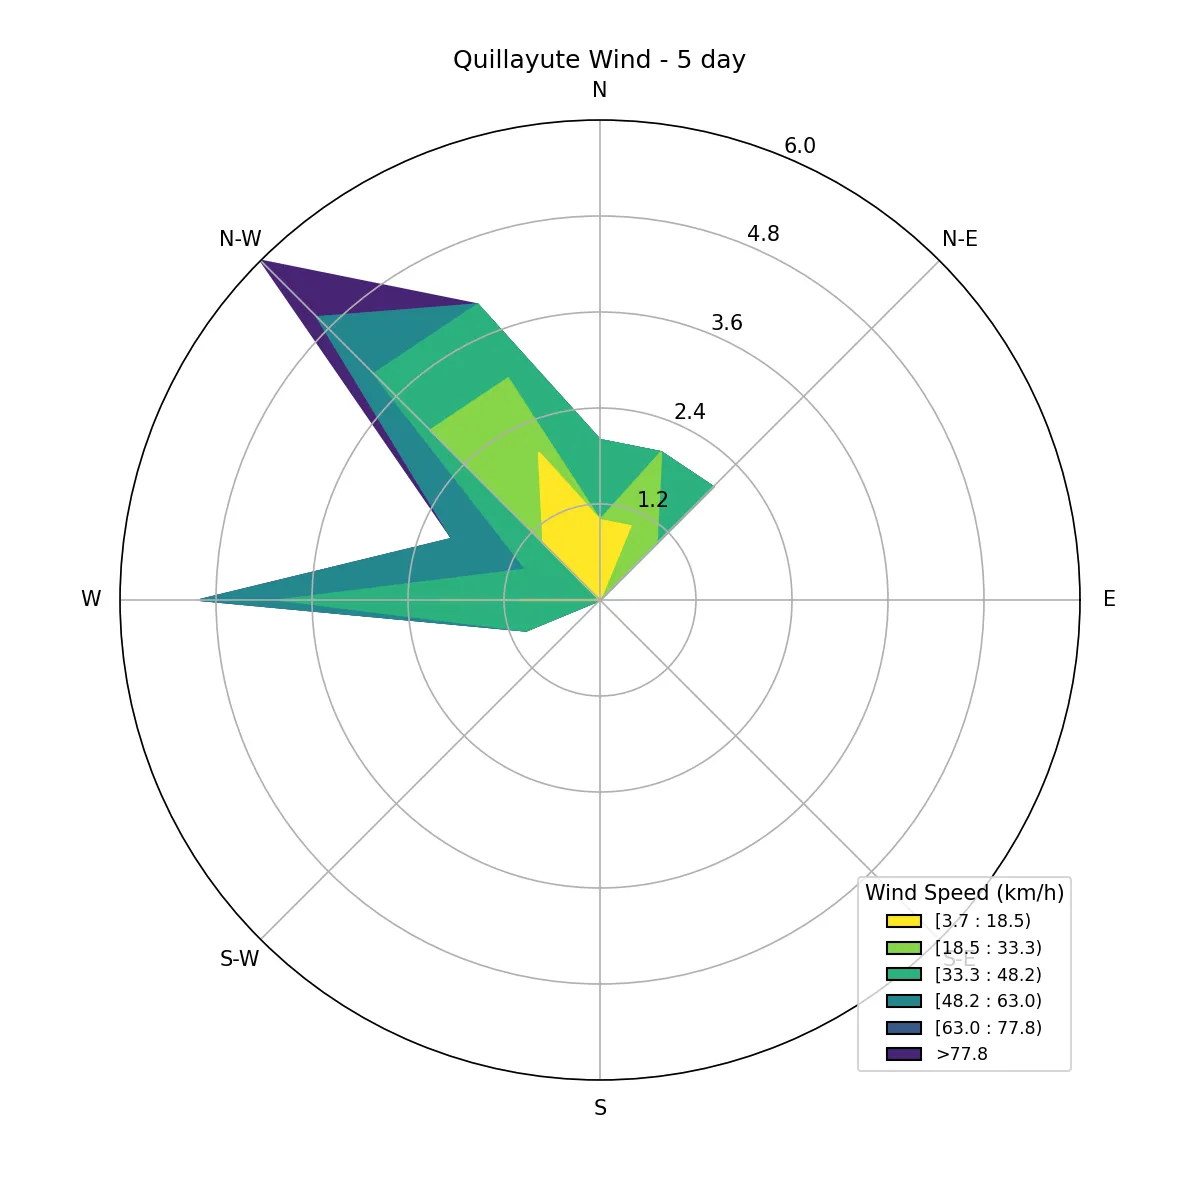 Quillayute Wind - 5 day
N
6.0
N-W
N-E
4.8
3.6
2.4
1.2
W
E
S-W
S-E
S
Wind Speed (km/h)
[3.7 : 18.5)
[18.5 : 33.3)
[33.3 : 48.2)
[48.2 : 63.0)
[63.0 : 77.8)
>77.8